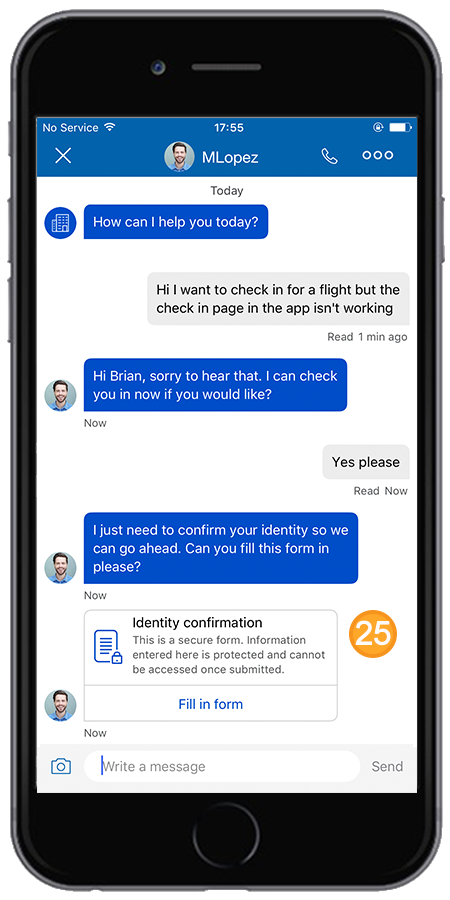 No Service 17:55
MLopez
Today
How can I help you today?
Hi I want to check in for a flight but the
check in page in the app isn't working
Read 1 min ago
Hi Brian, sorry to hear that. I can check
you in now if you would like?
Now
Yes please
Read Now
I just need to confirm your identity so we
can go ahead. Can you fill this form in
please?
Now
Identity confirmation
This is a secure form. Information
entered here is protected and cannot
be accessed once submitted.
25
Fill in form
Now
Write a message Send